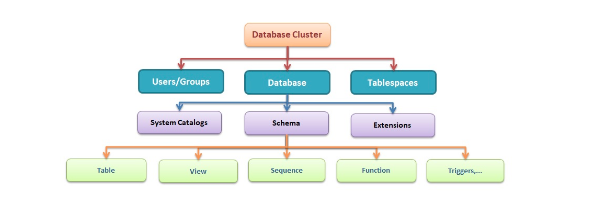 Database Cluster
Users/Groups
Database
Tablespaces
System Catalogs
Schema
Extensions
Table
View
Sequence
Function
Triggers,...